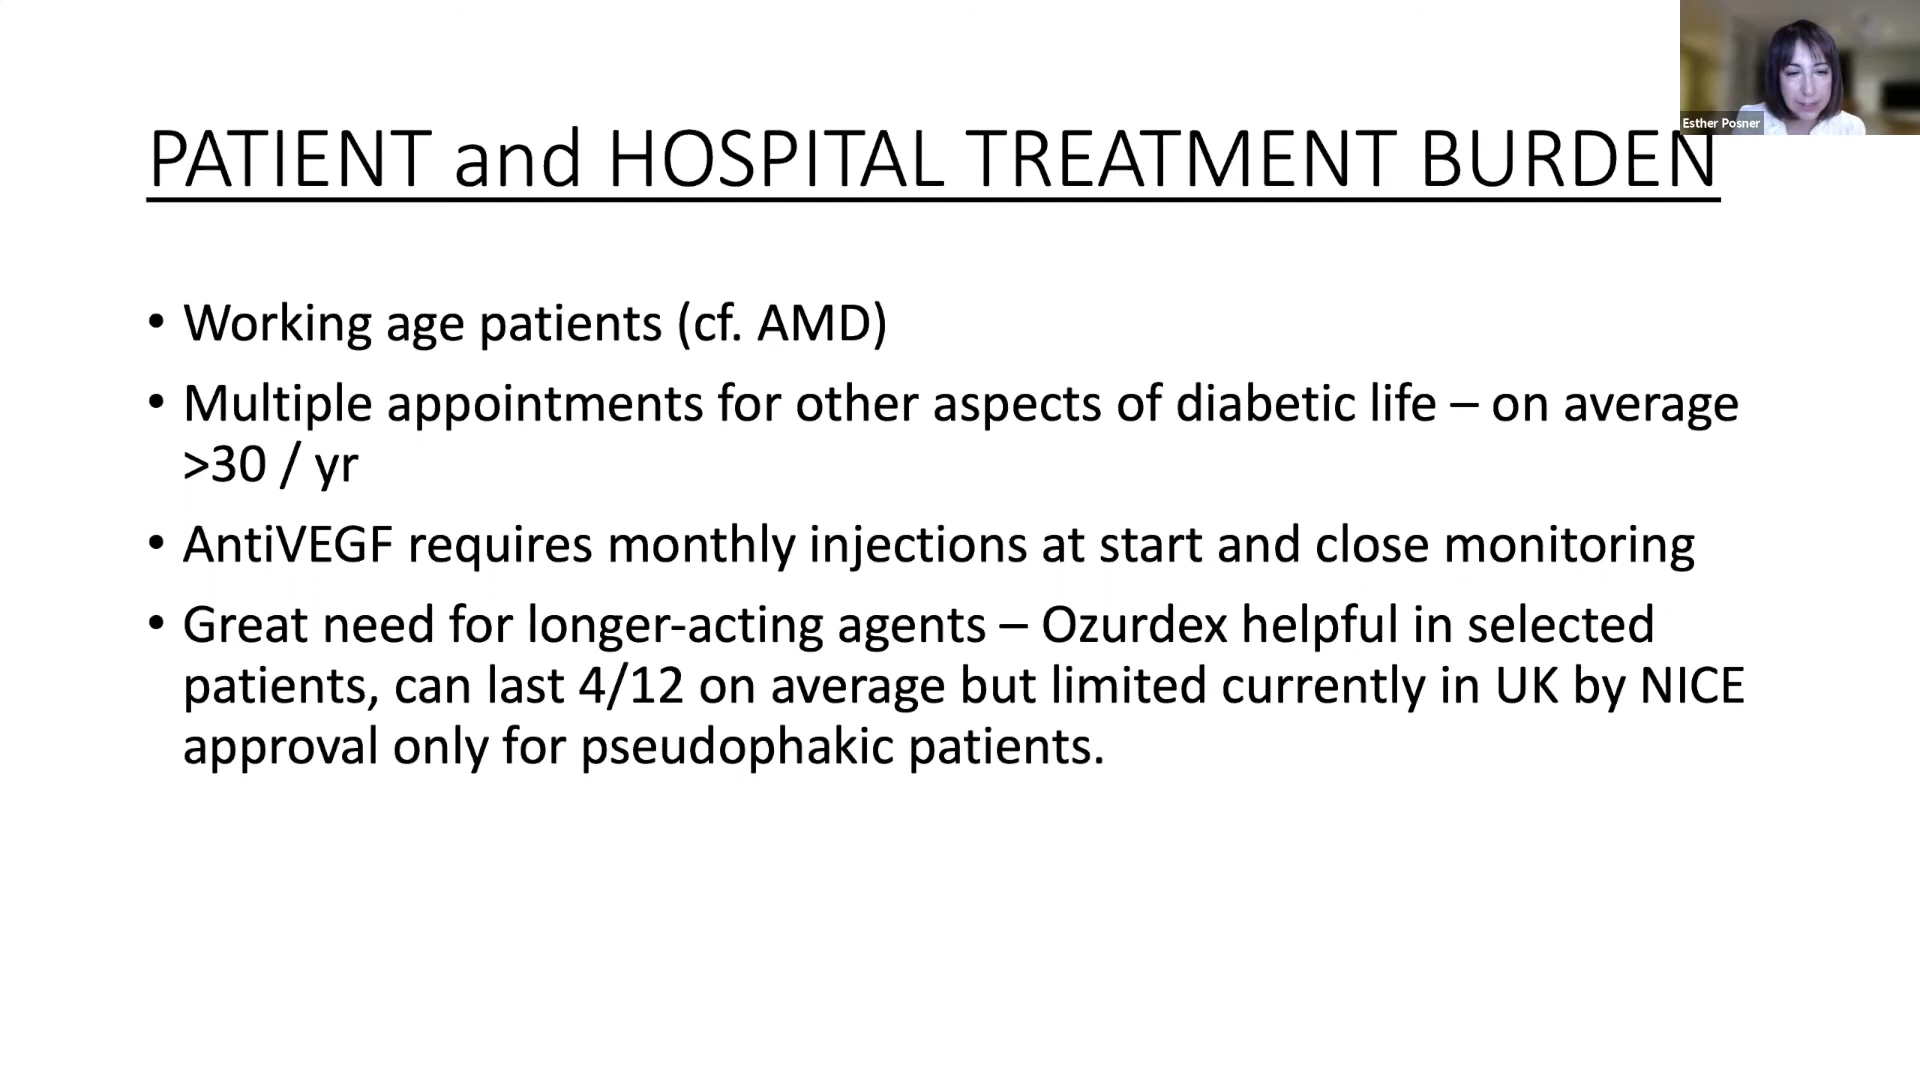 Esther Posner
PATIENT and HOSPITAL TREATMENT BURDEN
• Working age patients (cf. AMD)
• Multiple appointments for other aspects of diabetic life – on average
>30 / yr
• AntiVEGF requires monthly injections at start and close monitoring
• Great need for longer-acting agents – Ozurdex helpful in selected
patients, can last 4/12 on average but limited currently in UK by NICE
approval only for pseudophakic patients.